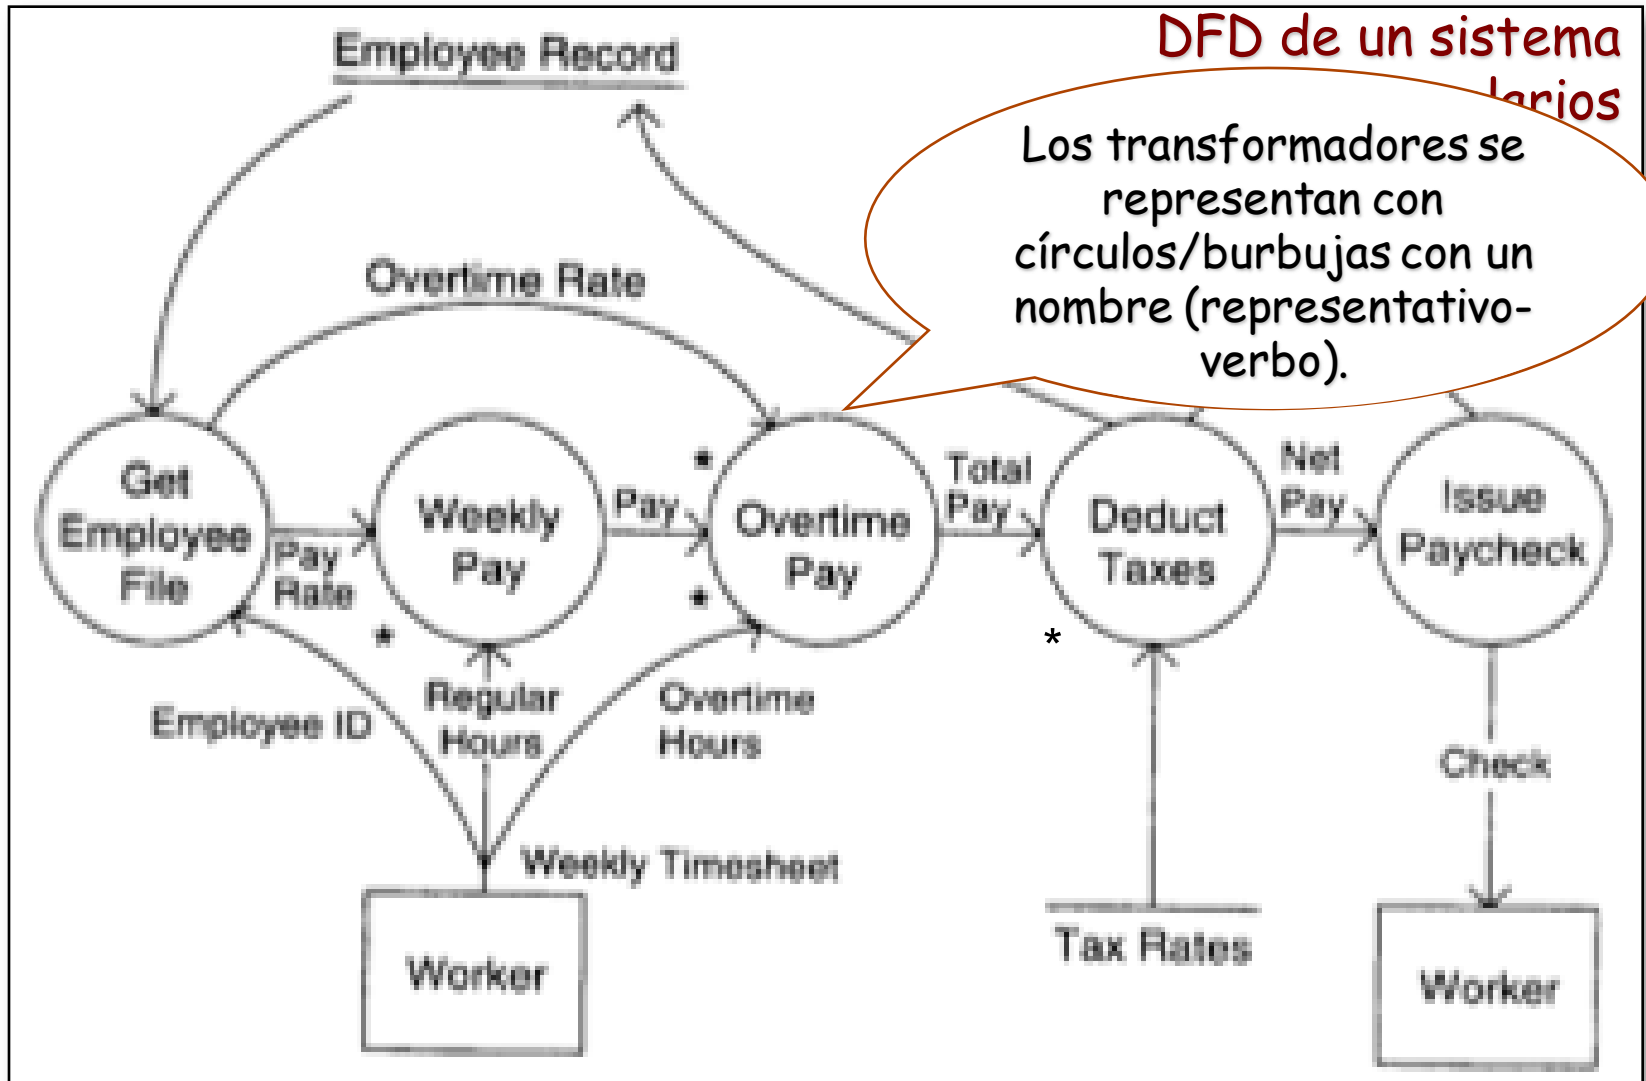 DFD de un sistema
larios
Employee Record
Los transformadores se
representan con
círculos/burbujas con un
nombre (representativo-
verbo).
Overtime Rate
Get
Employee
File
Pay
Rate
*
Weekly
Pay
Pay
*
*
Overtime
Pay
Total
Pay
*
Deduct
Taxes
Net
Pay
Issue
Paycheck
Employee ID
Regular
Hours
Overtime
Hours
Check
Weekly Timesheet
Worker
Tax Rates
Worker